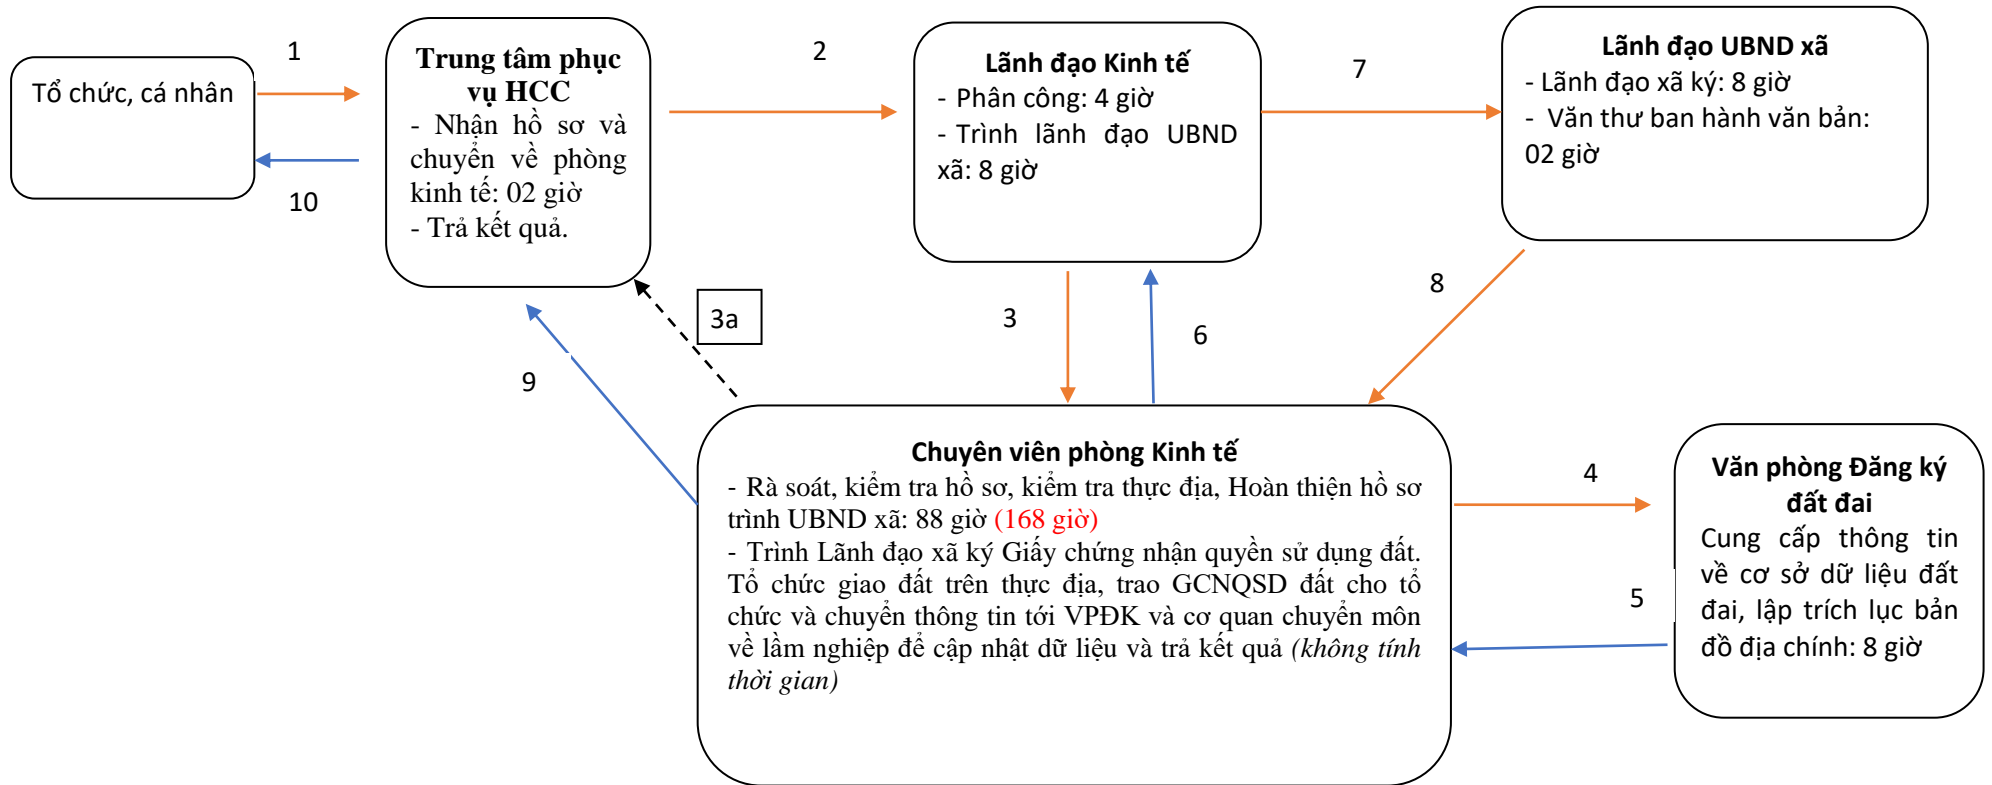 Tổ chức, cá nhân
1
10
Trung tâm phục
vụ HCC
- Nhận hồ sơ và
chuyển về phòng
kinh tế: 02 giờ
- Trả kết quả.
2
Lãnh đạo Kinh tế
- Phân công: 4 giờ
- Trình lãnh đạo UBND
xã: 8 giờ
7
Lãnh đạo UBND xã
- Lãnh đạo xã ký: 8 giờ
- Văn thư ban hành văn bản:
02 giờ
3a
3
6
8
9
Chuyên viên phòng Kinh tế
- Rà soát, kiểm tra hồ sơ, kiểm tra thực địa, Hoàn thiện hồ sơ
trình UBND xã: 88 giờ (168 giờ)
- Trình Lãnh đạo xã ký Giấy chứng nhận quyền sử dụng đất.
Tổ chức giao đất trên thực địa, trao GCNQSD đất cho tổ
chức và chuyển thông tin tới VPĐK và cơ quan chuyển môn
về lầm nghiệp để cập nhật dữ liệu và trả kết quả (không tính
thời gian)
4
5
Văn phòng Đăng ký
đất đai
Cung cấp thông tin
về cơ sở dữ liệu đất
đai, lập trích lục bản
đồ địa chính: 8 giờ